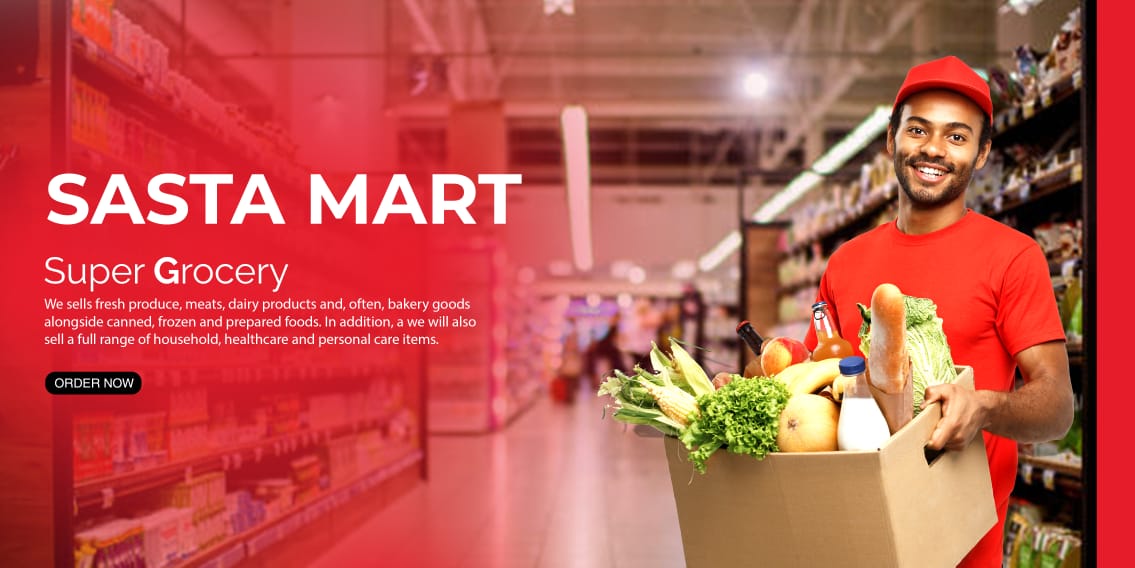 SASTA MART
Super Grocery
We sells fresh produce, meats, dairy products and, often, bakery goods
alongside canned, frozen and prepared foods. In addition, a we will also
sell a full range of household, healthcare and personal care items.
ORDER NOW